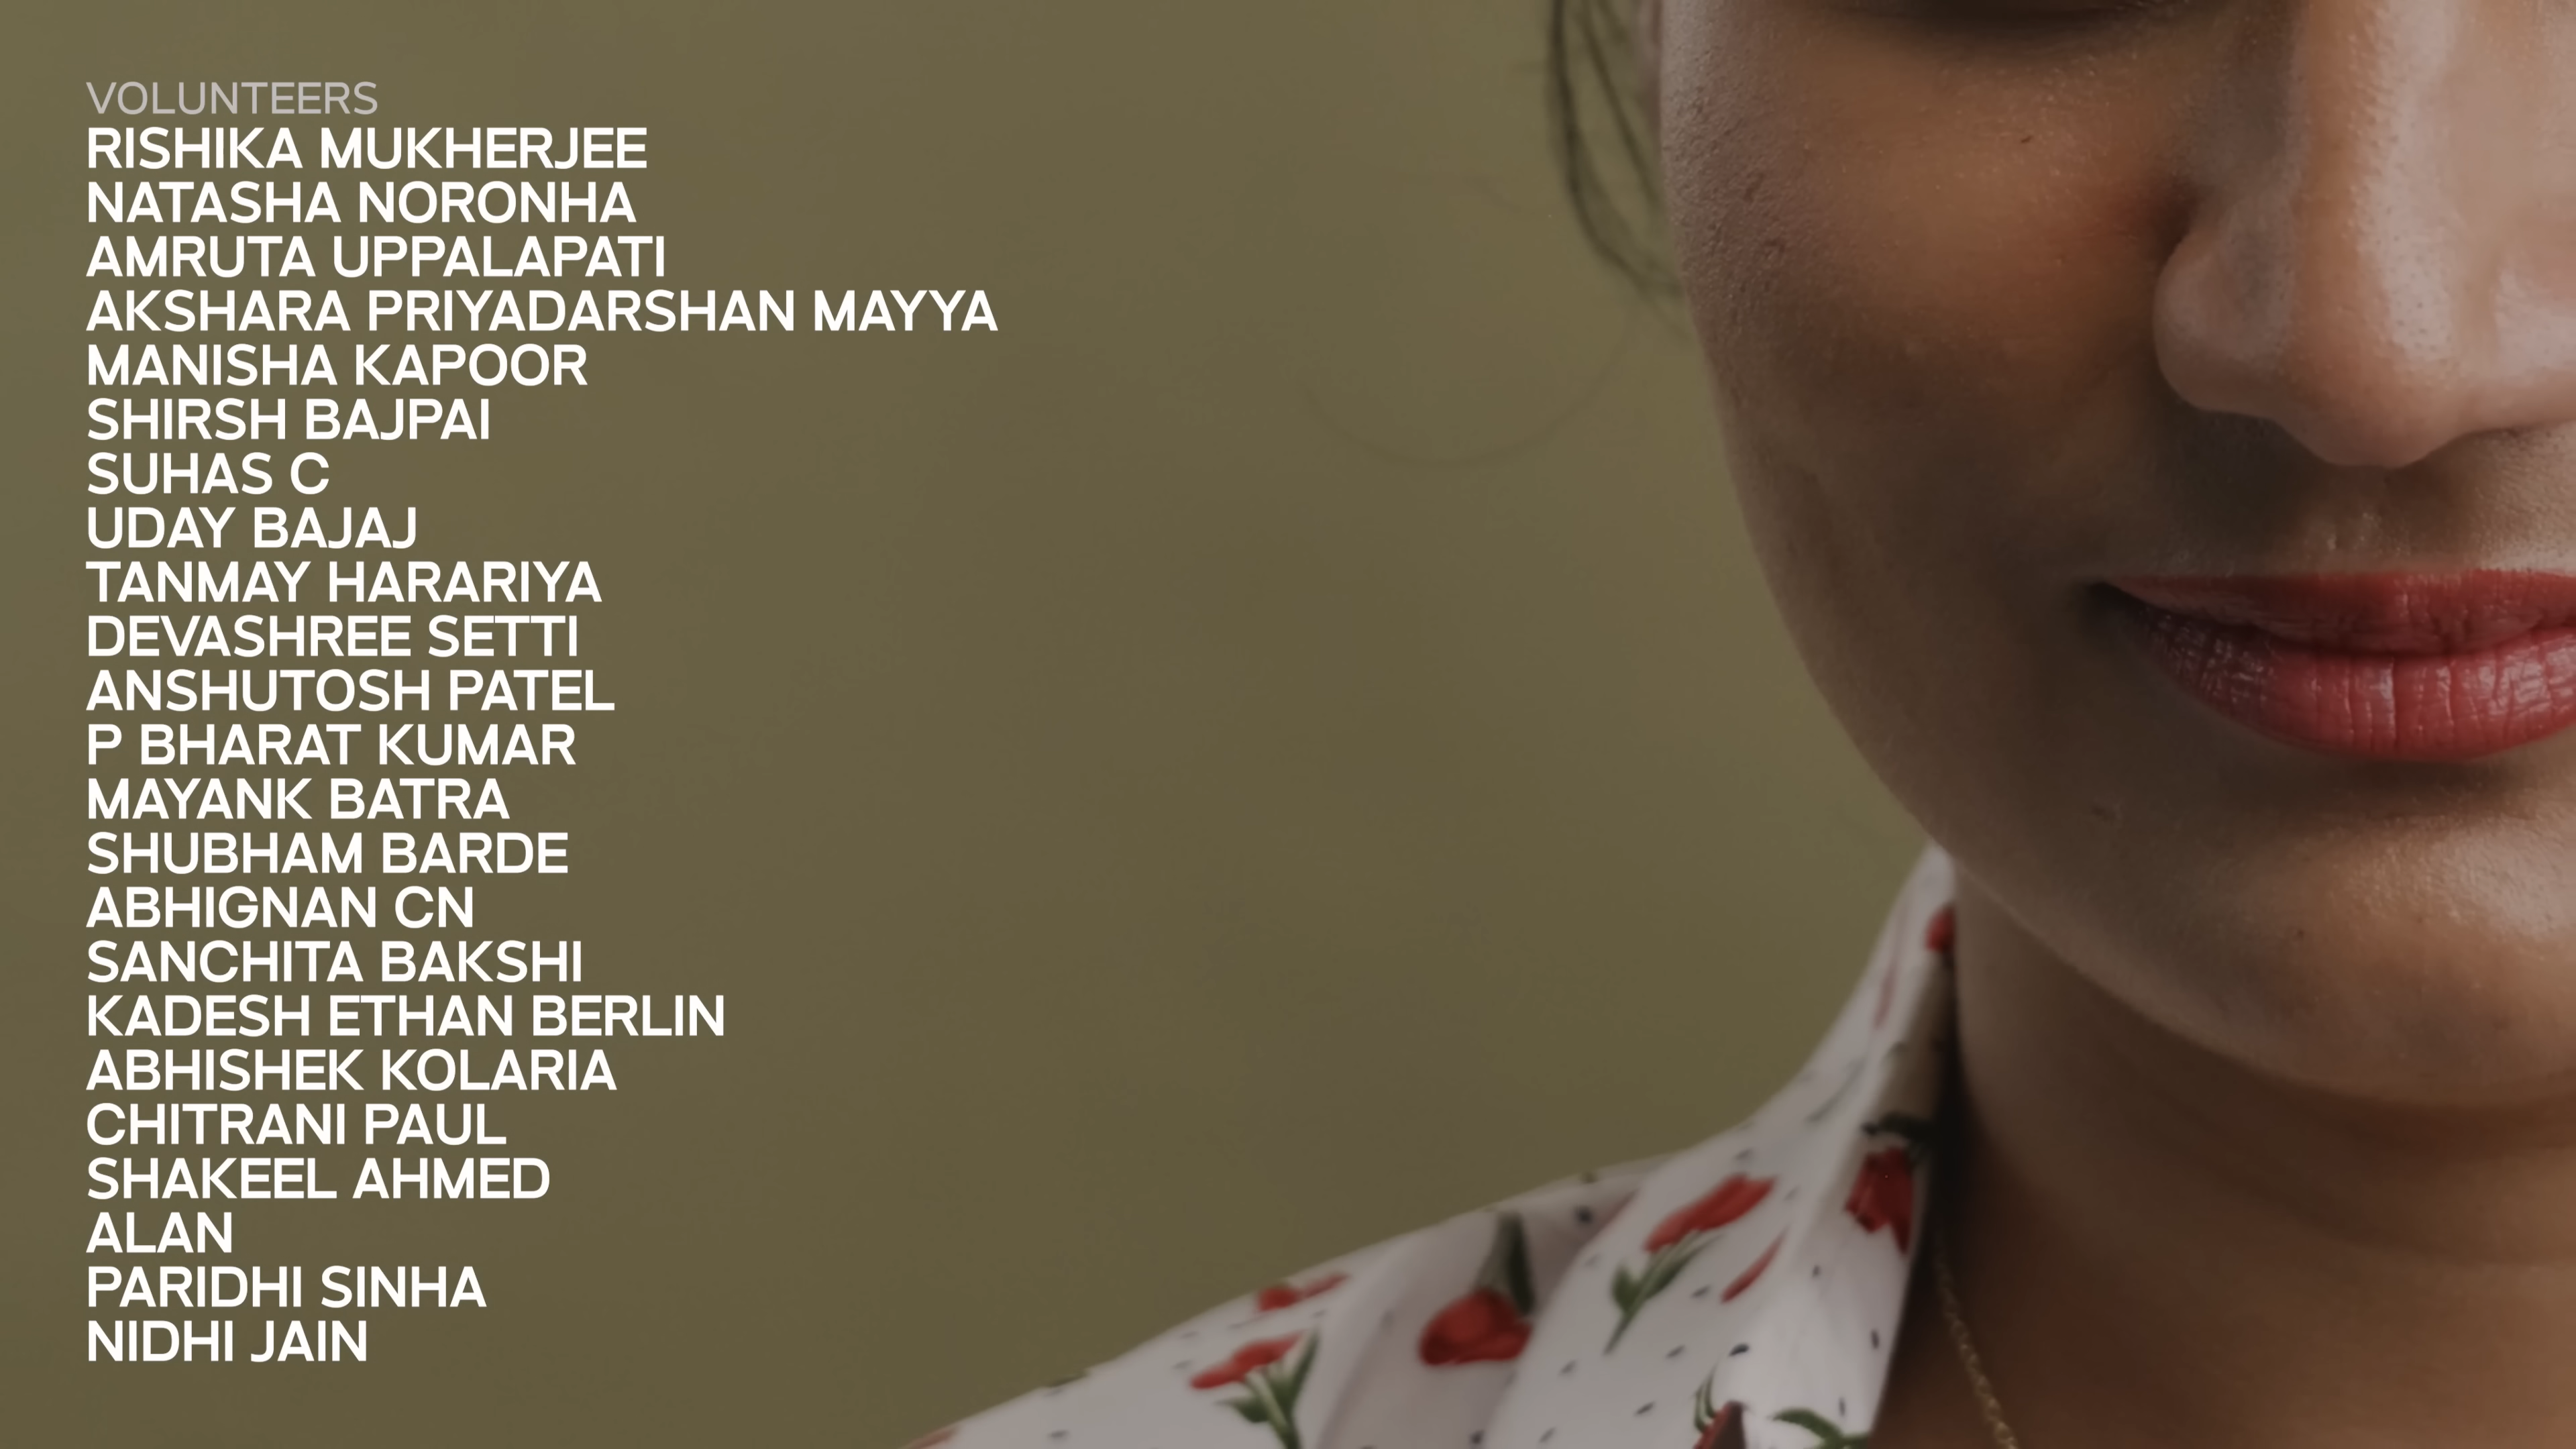 VOLUNTEERS
RISHIKA MUKHERJEE
NATASHA NORONHA
AMRUTA UPPALAPATI
AKSHARA PRIYADARSHAN MAYYA
MANISHA KAPOOR
SHIRSH BAJPAI
SUHAS C
UDAY BAJAJ
TANMAY HARARIYA
DEVASHREE SETTI
ANSHUTOSH PATEL
P BHARAT KUMAR
MAYANK BATRA
SHUBHAM BARDE
ABHIGNAN CN
SANCHITA BAKSHI
KADESH ETHAN BERLIN
ABHISHEK KOLARIA
CHITRANI PAUL
SHAKEEL AHMED
ALAN
PARIDHI SINHA
NIDHI JAIN